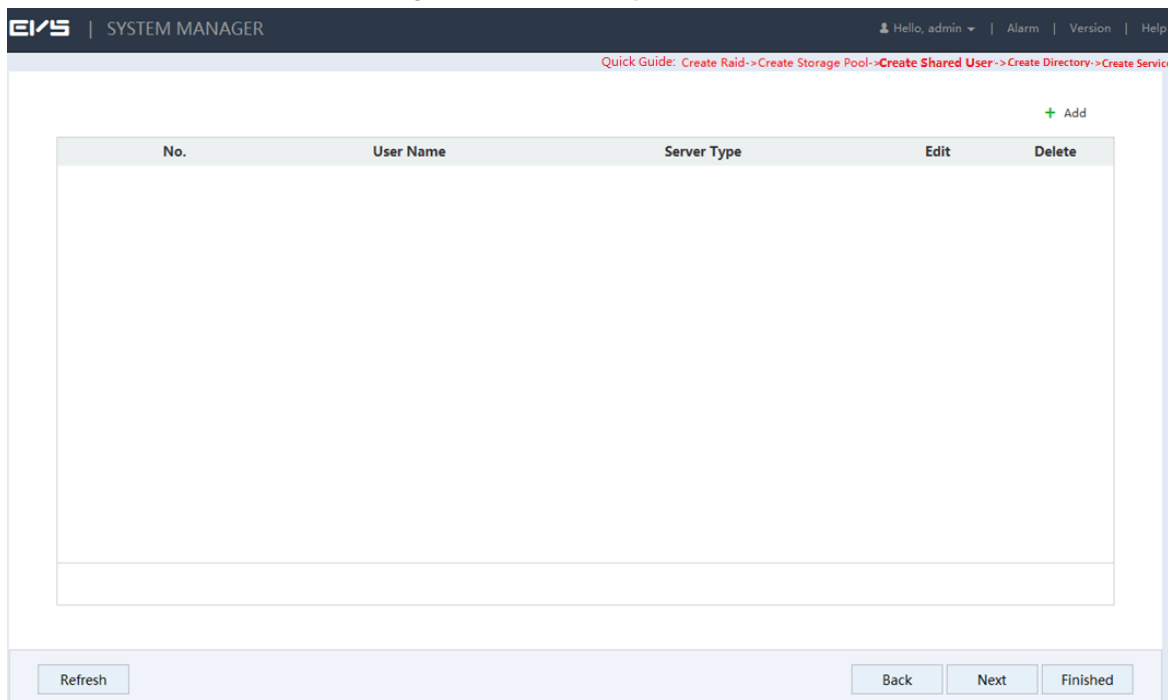 EVS | SYSTEM MANAGER Hello, admin | Alarm | Version | Help
Quick Guide: Create Raid->Create Storage Pool->Create Shared User->Create Directory->Create Servic
+ Add
No. User Name Server Type Edit Delete
Refresh Back Next Finished